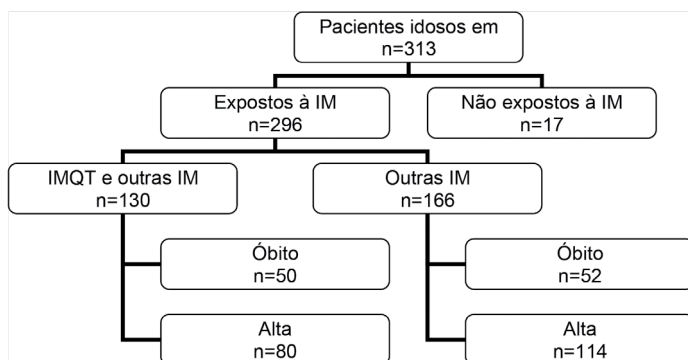 Pacientes idosos em
n=313
Expostos à IM
n=296
Não expostos à IM
n=17
IMQT e outras IM
n=130
Outras IM
n=166
Óbito
n=50
Óbito
n=52
Alta
n=80
Alta
n=114